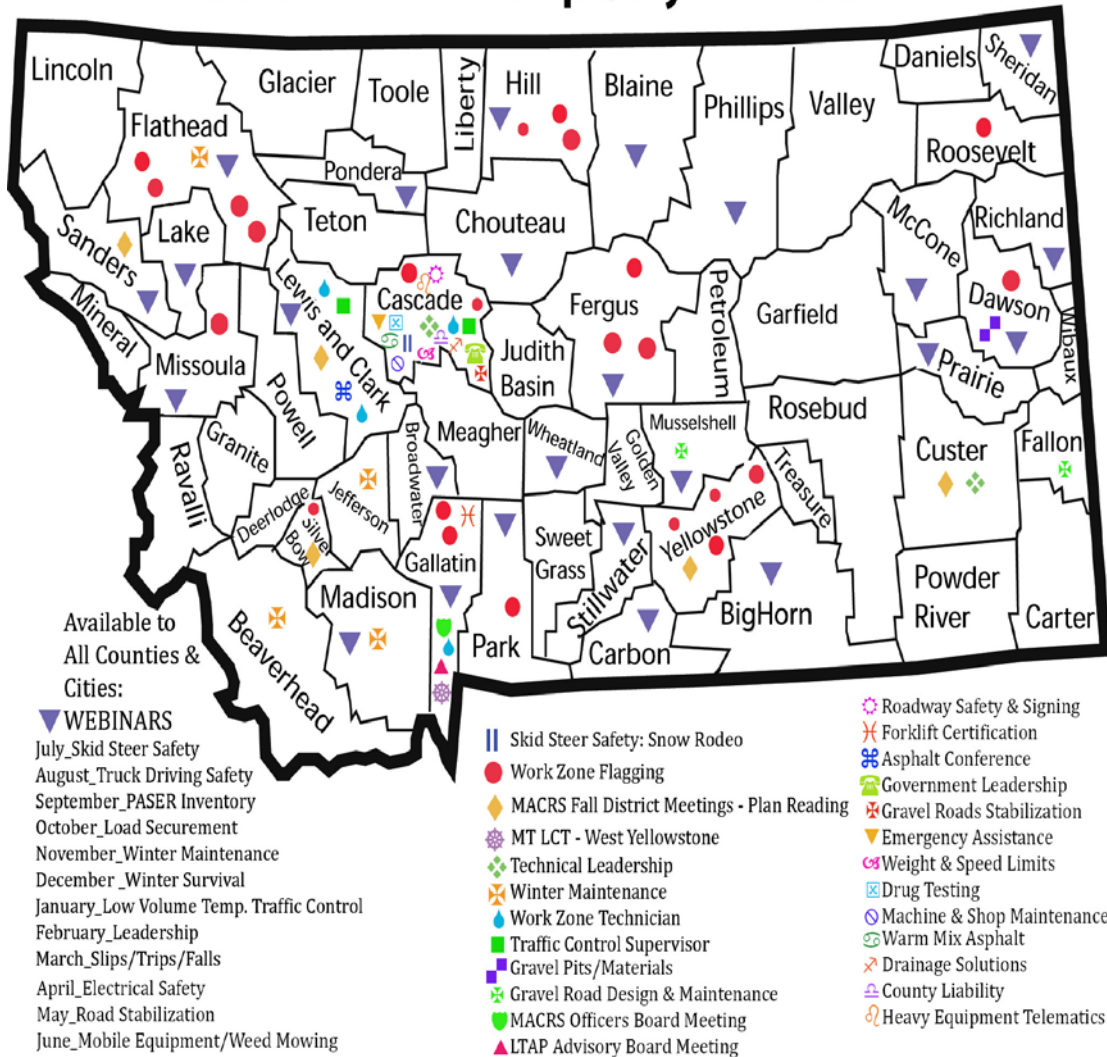 Lincoln
Glacier
Toole
Liberty
Hill
Blaine
Phillips
Valley
Daniels
Sheridan
Flathead
Roosevelt
Pondera
Teton
Chouteau
McCone
Richland
Sanders
Lake
Lewis and Clark
Cascade
Fergus
Petroleum
Garfield
Dawson
Wibaux
Mineral
Missoula
Powell
Judith
Basin
Prairie
Rosebud
Granite
Ravalli
Meagher
Broadwater
Wheatland
Golden
Valley
Musselshell
Treasure
Custer
Fallon
Deerlodge
Silver
Bow
Jefferson
Gallatin
Sweet
Grass
Stillwater
Yellowstone
Madison
Beaverhead
Park
Carbon
BigHorn
Powder
River
Carter
Available to
All Counties &
Cities:
WEBINARS
July_Skid Steer Safety
August_Truck Driving Safety
September_PASER Inventory
October_Load Securement
November_Winter Maintenance
December _Winter Survival
January_Low Volume Temp. Traffic Control
February_Leadership
March_Slips/Trips/Falls
April_Electrical Safety
May_Road Stabilization
June_Mobile Equipment/Weed Mowing
Skid Steer Safety: Snow Rodeo
Work Zone Flagging
MACRS Fall District Meetings - Plan Reading
MT LCT - West Yellowstone
Technical Leadership
Winter Maintenance
Work Zone Technician
Traffic Control Supervisor
Gravel Pits/Materials
Gravel Road Design & Maintenance
MACRS Officers Board Meeting
LTAP Advisory Board Meeting
Roadway Safety & Signing
Forklift Certification
Asphalt Conference
Government Leadership
Gravel Roads Stabilization
Emergency Assistance
Weight & Speed Limits
Drug Testing
Machine & Shop Maintenance
Warm Mix Asphalt
Drainage Solutions
County Liability
Heavy Equipment Telematics